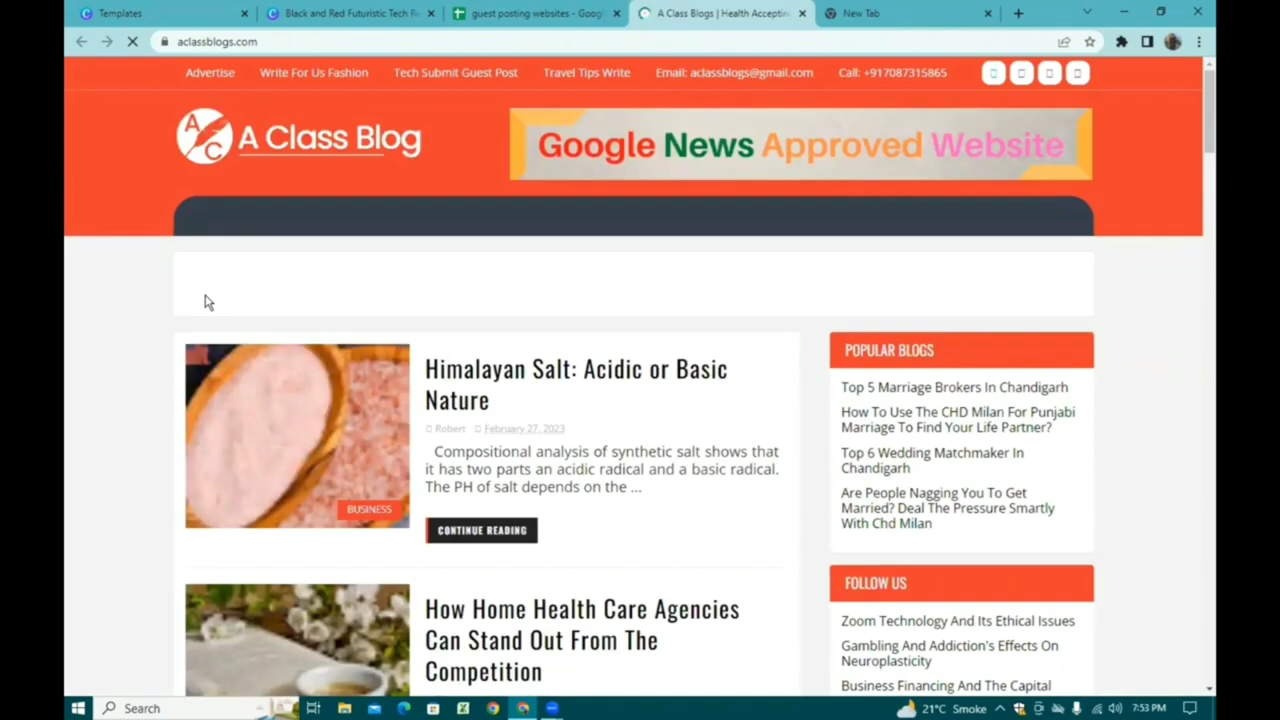 Templates
Black and Red Futuristic Tech R
guest posting websites - Goog
A Class Blogs | Health Acceptin
New Tab
aclassblogs.com
Advertise
Write For Us Fashion
Tech Submit Guest Post
Travel Tips Write
Email: aclassblogs@gmail.com
Call: +917087315865
A C
A Class Blog
Google News Approved Website
Himalayan Salt: Acidic or Basic
Nature
Robert February 27, 2023
Compositional analysis of synthetic salt shows that
it has two parts an acidic radical and a basic radical.
The PH of salt depends on the ...
BUSINESS
CONTINUE READING
How Home Health Care Agencies
Can Stand Out From The
Competition
POPULAR BLOGS
Top 5 Marriage Brokers In Chandigarh
How To Use The CHD Milan For Punjabi
Marriage To Find Your Life Partner?
Top 6 Wedding Matchmaker In
Chandigarh
Are People Nagging You To Get
Married? Deal The Pressure Smartly
With Chd Milan
FOLLOW US
Zoom Technology And Its Ethical Issues
Gambling And Addiction's Effects On
Neuroplasticity
Business Financing And The Capital
Search
21°C Smoke
7:53 PM